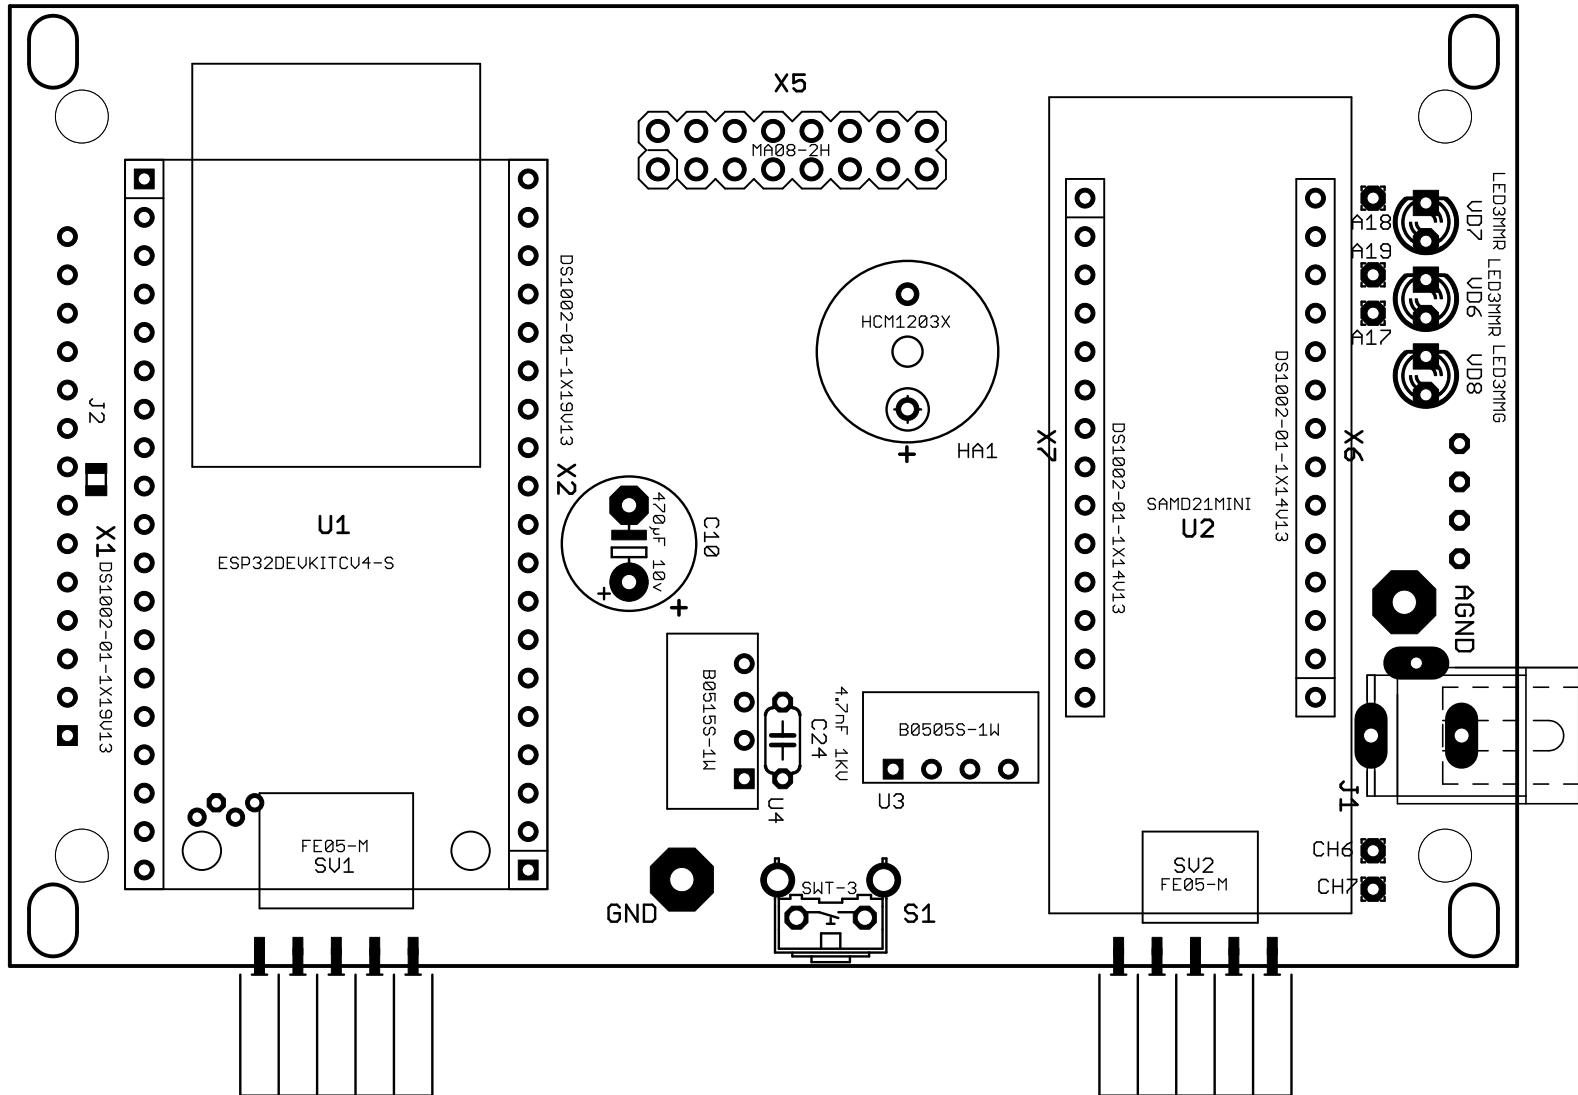 X5
MA08-2H
LED3MMR
VD7
A18
A19
LED3MMR
VD6
A17
LED3MMG
VD8
DS1002-01-1X19V13
X2
HCM1203X
+
HA1
X7
DS1002-01-1X14V13
DS1002-01-1X14V13
X6
J2
X1
DS1002-01-1X19V13
U1
ESP32DEVKITCV4-S
470µF 10v
C10
+
+
SAMD21MINI
U2
AGND
B0515S-1W
U4
C24
4.7nF 1KV
B0505S-1W
U3
J1
FE05-M
SV1
GND
SWT-3
S1
SV2
FE05-M
CH6
CH7